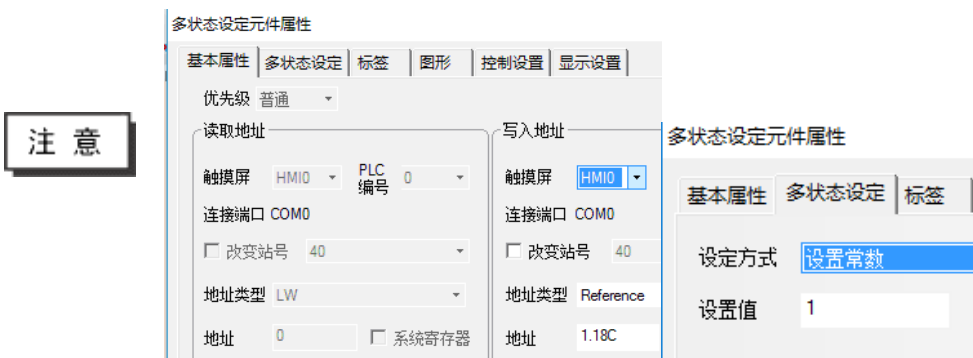 注 意
多状态设定元件属性
基本属性 多状态设定 标签 图形 控制设置 显示设置
优先级 普通
读取地址
触摸屏 HMI0 PLC编号 0
连接端口 COM0
改变站号 40
地址类型 LW
地址 0 系统寄存器
写入地址
触摸屏 HMI0
连接端口 COM0
改变站号 40
地址类型 Reference
地址 1.18C
多状态设定元件属性
基本属性 多状态设定 标签
设定方式 设置常数
设置值 1